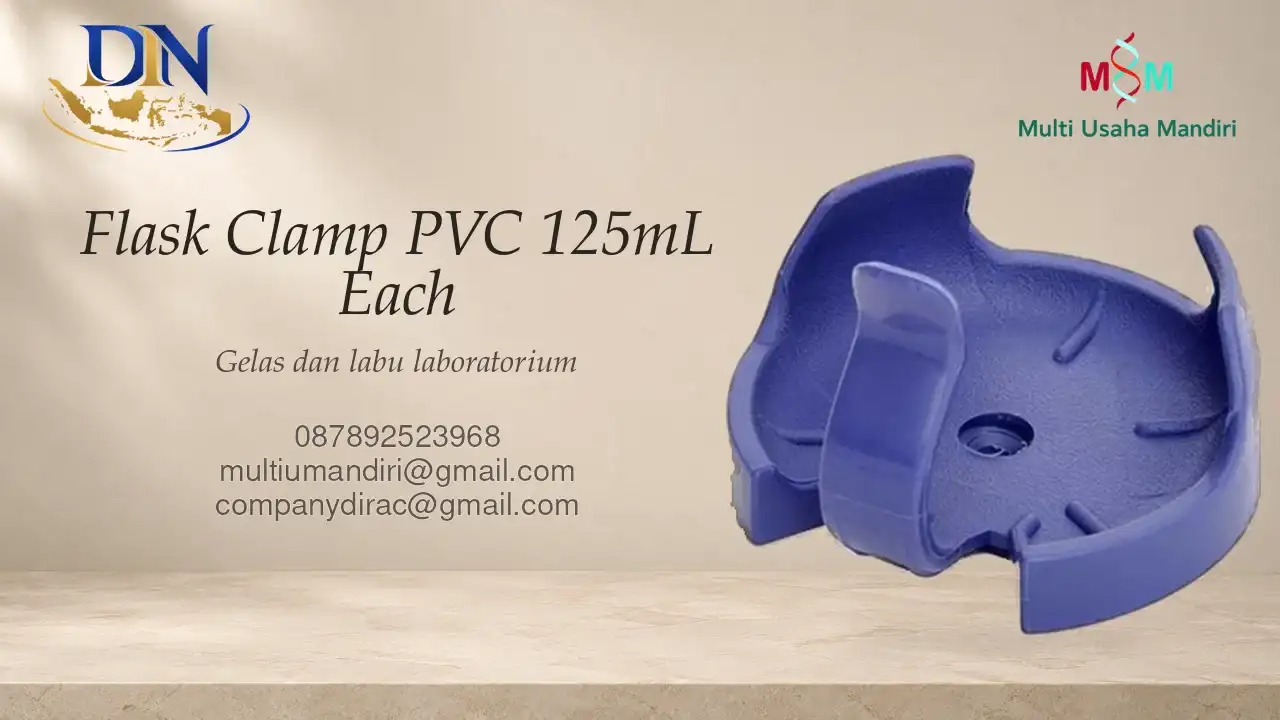 DN
M M
Multi Usaha Mandiri
Flask Clamp PVC 125mL
Each
Gelas dan labu laboratorium
087892523968
multiumandiri@gmail.com
companydirac@gmail.com